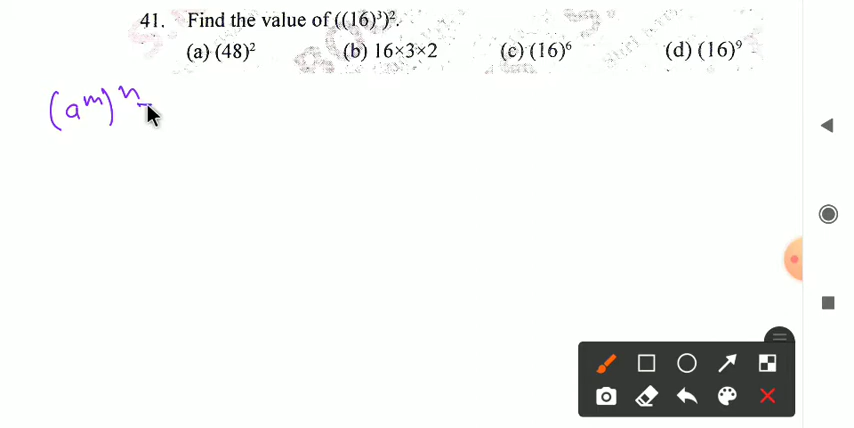 41. Find the value of ((16)³)².
(a) (48)² (b) 16×3×2 (c) (16)⁶ (d) (16)⁹
(aᵐ)ⁿ